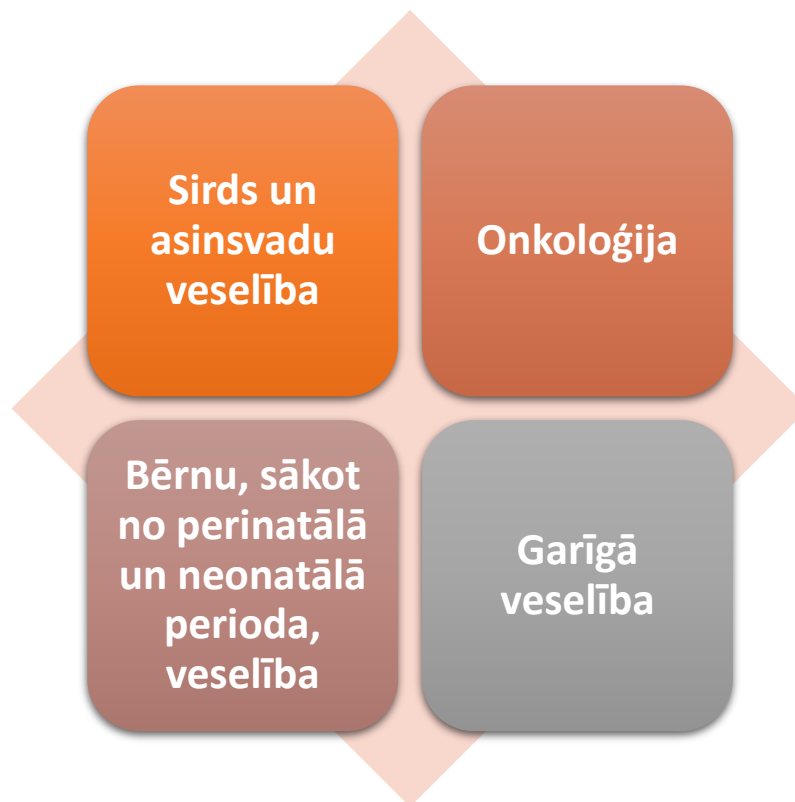 Sirds un
asinsvadu
veselība
Onkoloģija
Bērnu, sākot
no perinatālā
un neonatālā
perioda,
veselība
Garīgā
veselība